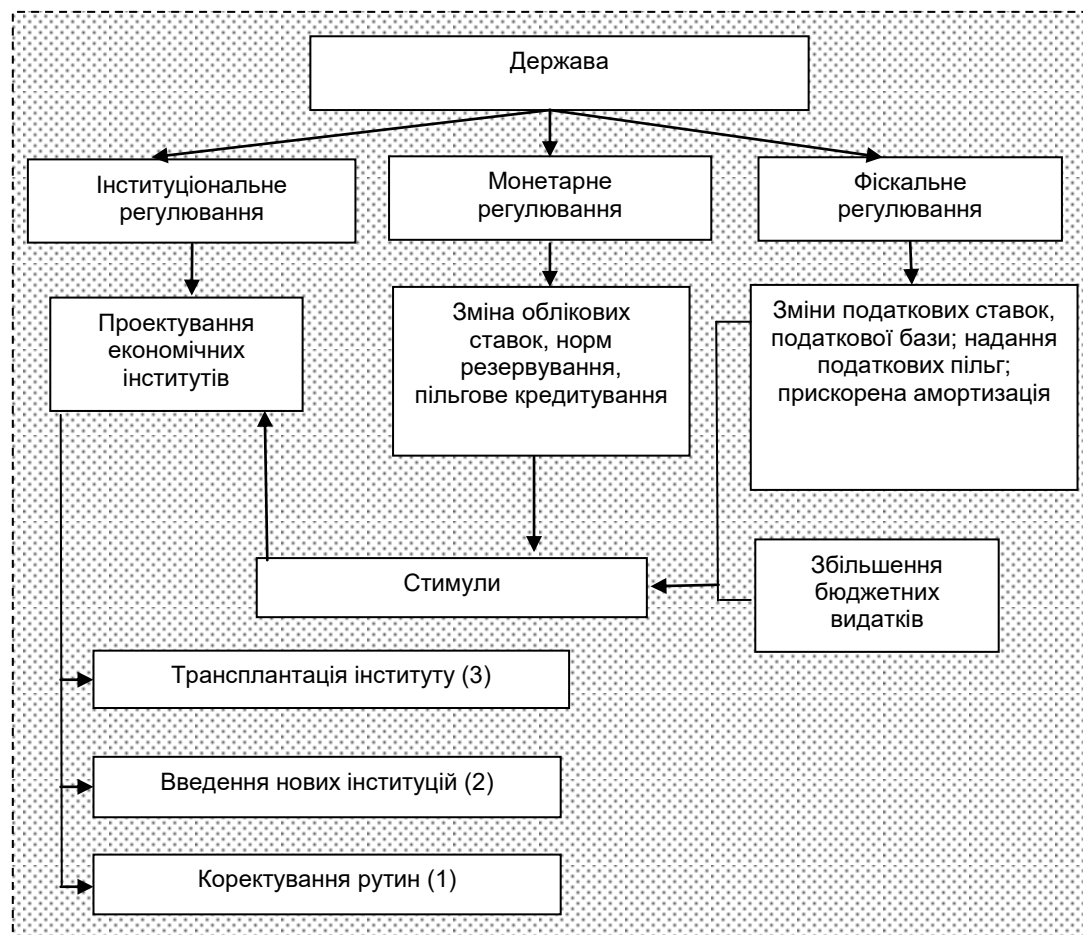 Держава
Інституціональне
регулювання
Монетарне
регулювання
Фіскальне
регулювання
Проектування
економічних
інститутів
Зміна облікових
ставок, норм
резервування,
пільгове кредитування
Зміни податкових ставок,
податкової бази; надання
податкових пільг;
прискорена амортизація
Стимули
Збільшення
бюджетних
видатків
Трансплантація інституту (3)
Введення нових інституцій (2)
Коректування рутин (1)